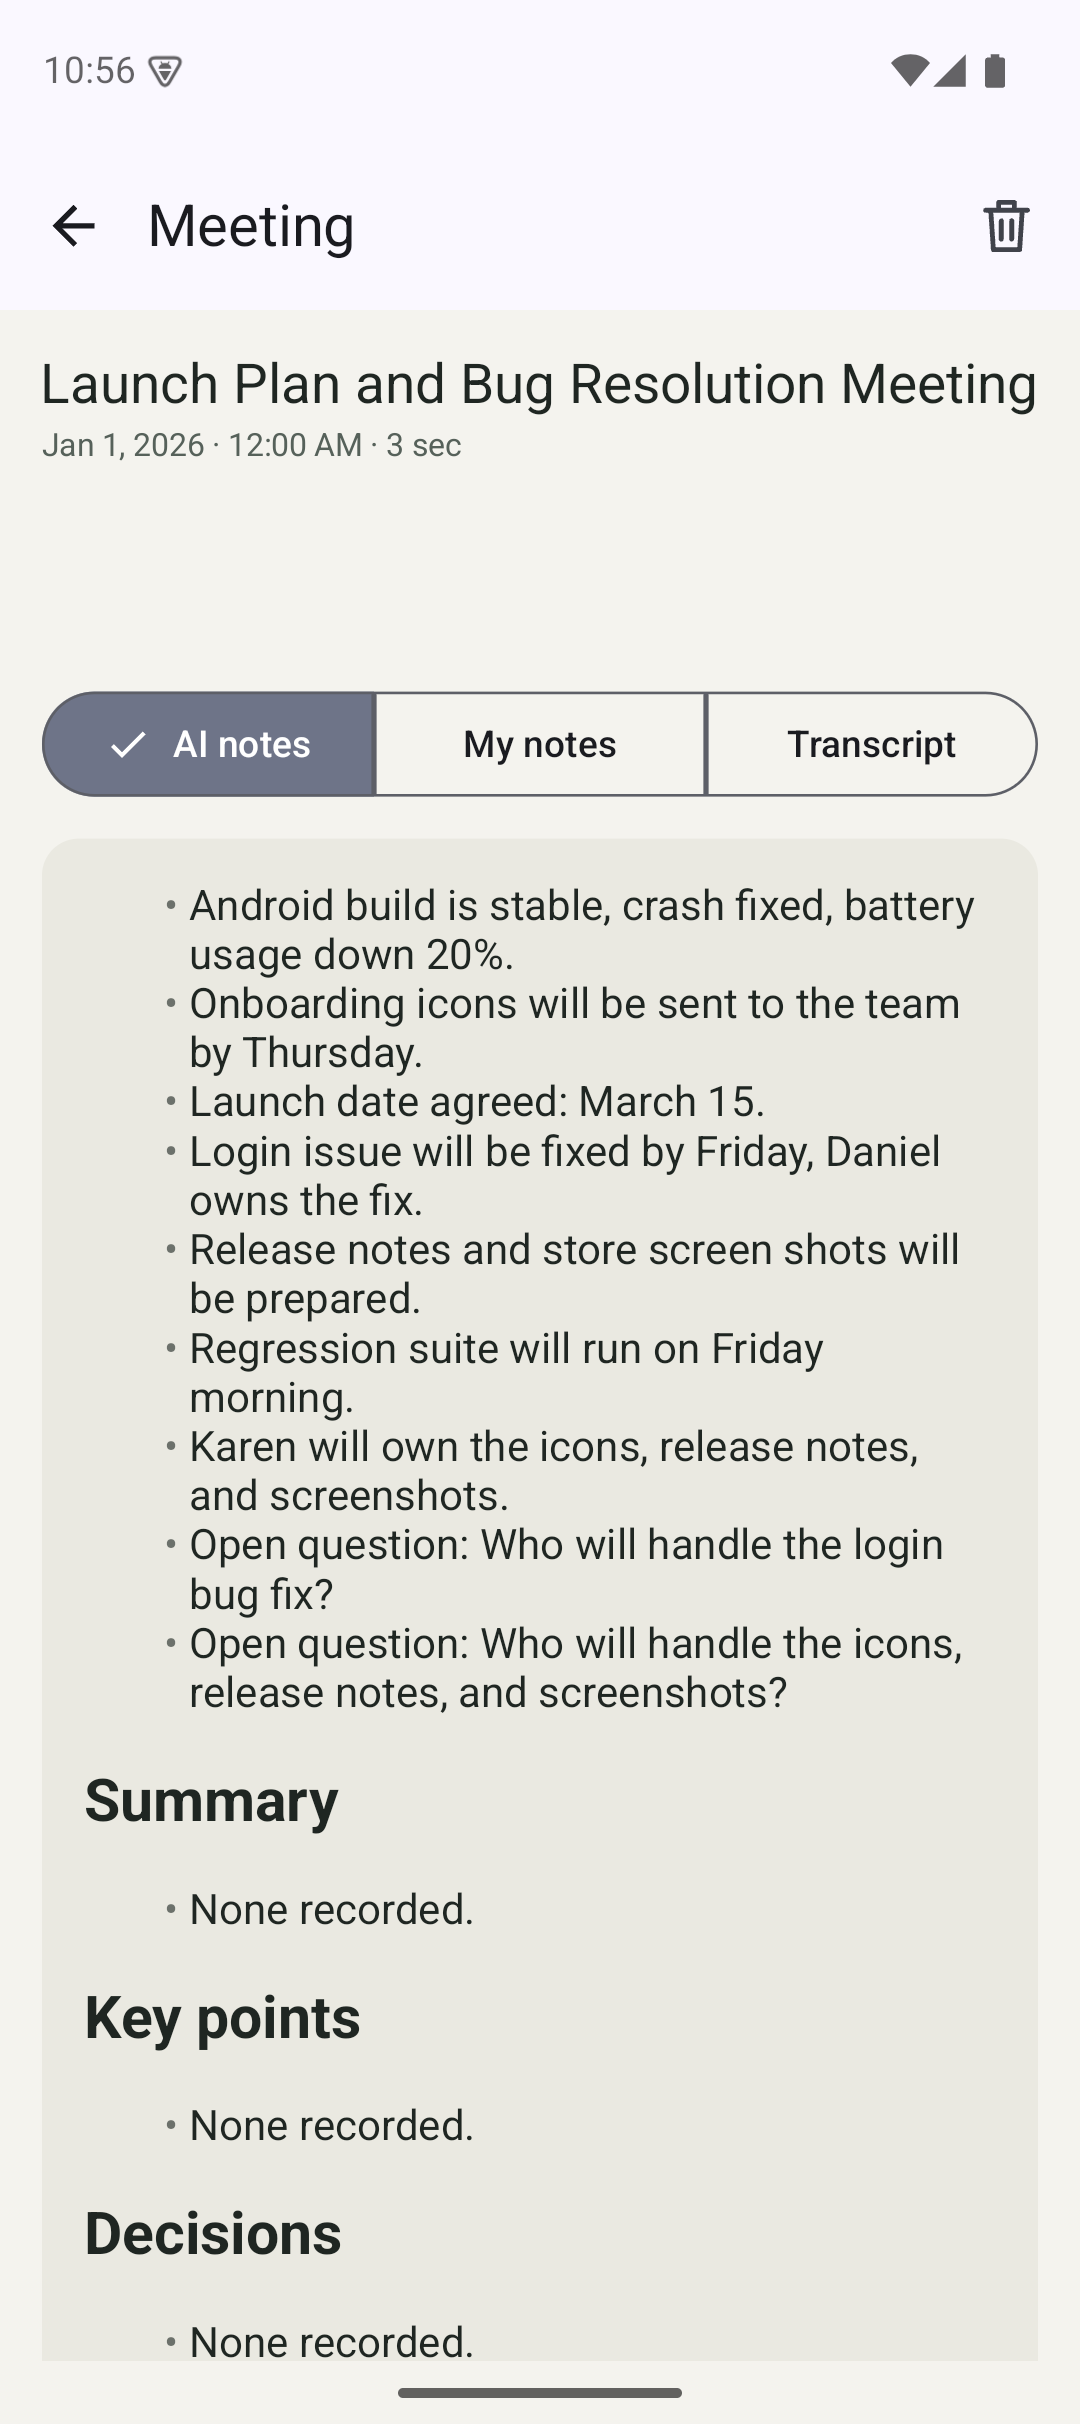 10:56
Meeting
Launch Plan and Bug Resolution Meeting
Jan 1, 2026 · 12:00 AM · 3 sec
AI notes
My notes
Transcript
• Android build is stable, crash fixed, battery
usage down 20%.
• Onboarding icons will be sent to the team
by Thursday.
• Launch date agreed: March 15.
• Login issue will be fixed by Friday, Daniel
owns the fix.
• Release notes and store screen shots will
be prepared.
• Regression suite will run on Friday
morning.
• Karen will own the icons, release notes,
and screenshots.
• Open question: Who will handle the login
bug fix?
• Open question: Who will handle the icons,
release notes, and screenshots?
Summary
• None recorded.
Key points
• None recorded.
Decisions
• None recorded.